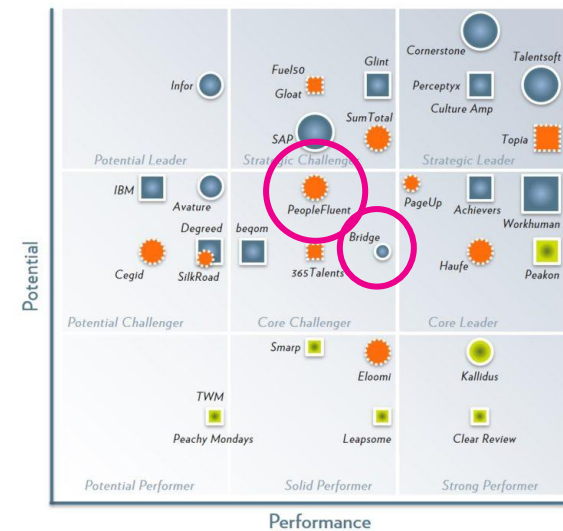 Cornerstone
Talentsoft
Glint
Fuel50
Infor
Gloat
Perceptyx
Culture Amp
SumTotal
SAP
Topia
Potential Leader
Strategic Challenger
Strategic Leader
IBM
Avature
PeopleFluent
PageUp
Achievers
Workhuman
Degreed
beqom
Bridge
Cegid
SilkRoad
365Talents
Haufe
Peakon
Potential Challenger
Core Challenger
Core Leader
Smarp
Eloomi
Kallidus
TWM
Peachy Mondays
Leapsome
Clear Review
Potential Performer
Solid Performer
Strong Performer
Potential
Performance